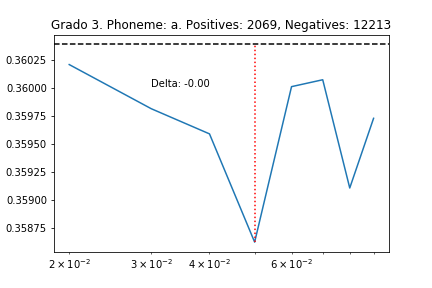 Grado 3. Phoneme: a. Positives: 2069, Negatives: 12213
0.36025
0.36000
0.35975
0.35950
0.35925
0.35900
0.35875
Delta: -0.00
2 × 10⁻² 3 × 10⁻² 4 × 10⁻² 6 × 10⁻²